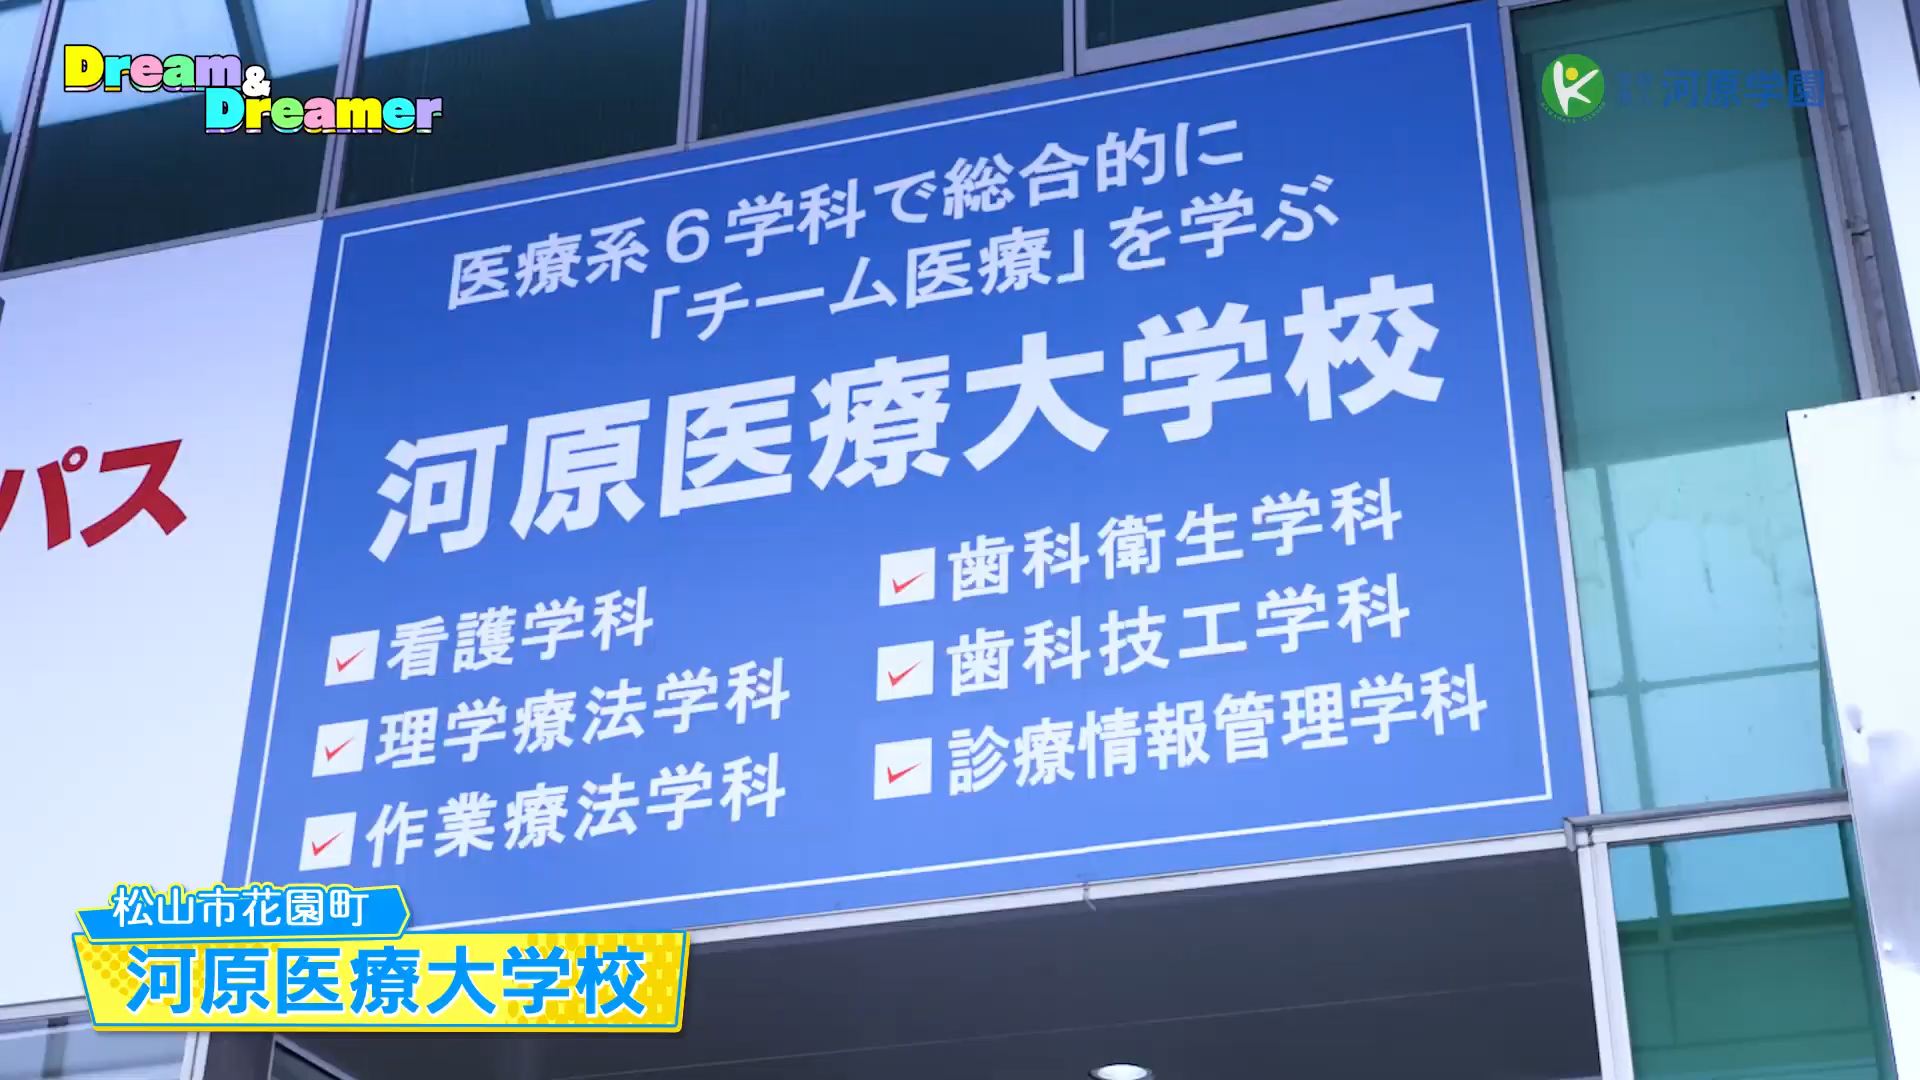 Dream
&
Dreamer
河原学園
医療系6学科で総合的に
「チーム医療」を学ぶ
河原医療大学校
看護学科
理学療法学科
作業療法学科
歯科衛生学科
歯科技工学科
診療情報管理学科
パス
松山市花園町
河原医療大学校